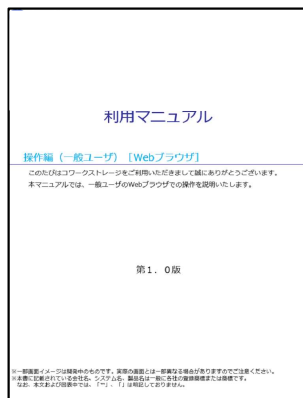 利用マニュアル
操作編（一般ユーザ）［Webブラウザ］
このたびはコワークストレージをご利用いただきまして誠にありがとうございます。
本マニュアルでは、一般ユーザのWebブラウザでの操作を説明いたします。
第1．0版
※一部画面イメージは開発中のものです。実際の画面とは一部異なる場合がありますのでご注意ください。
※本書に記載されている会社名、システム名、製品名は一般に各社の登録商標または商標です。
なお、本文および図表中では、「™」、「」は明記しておりません。